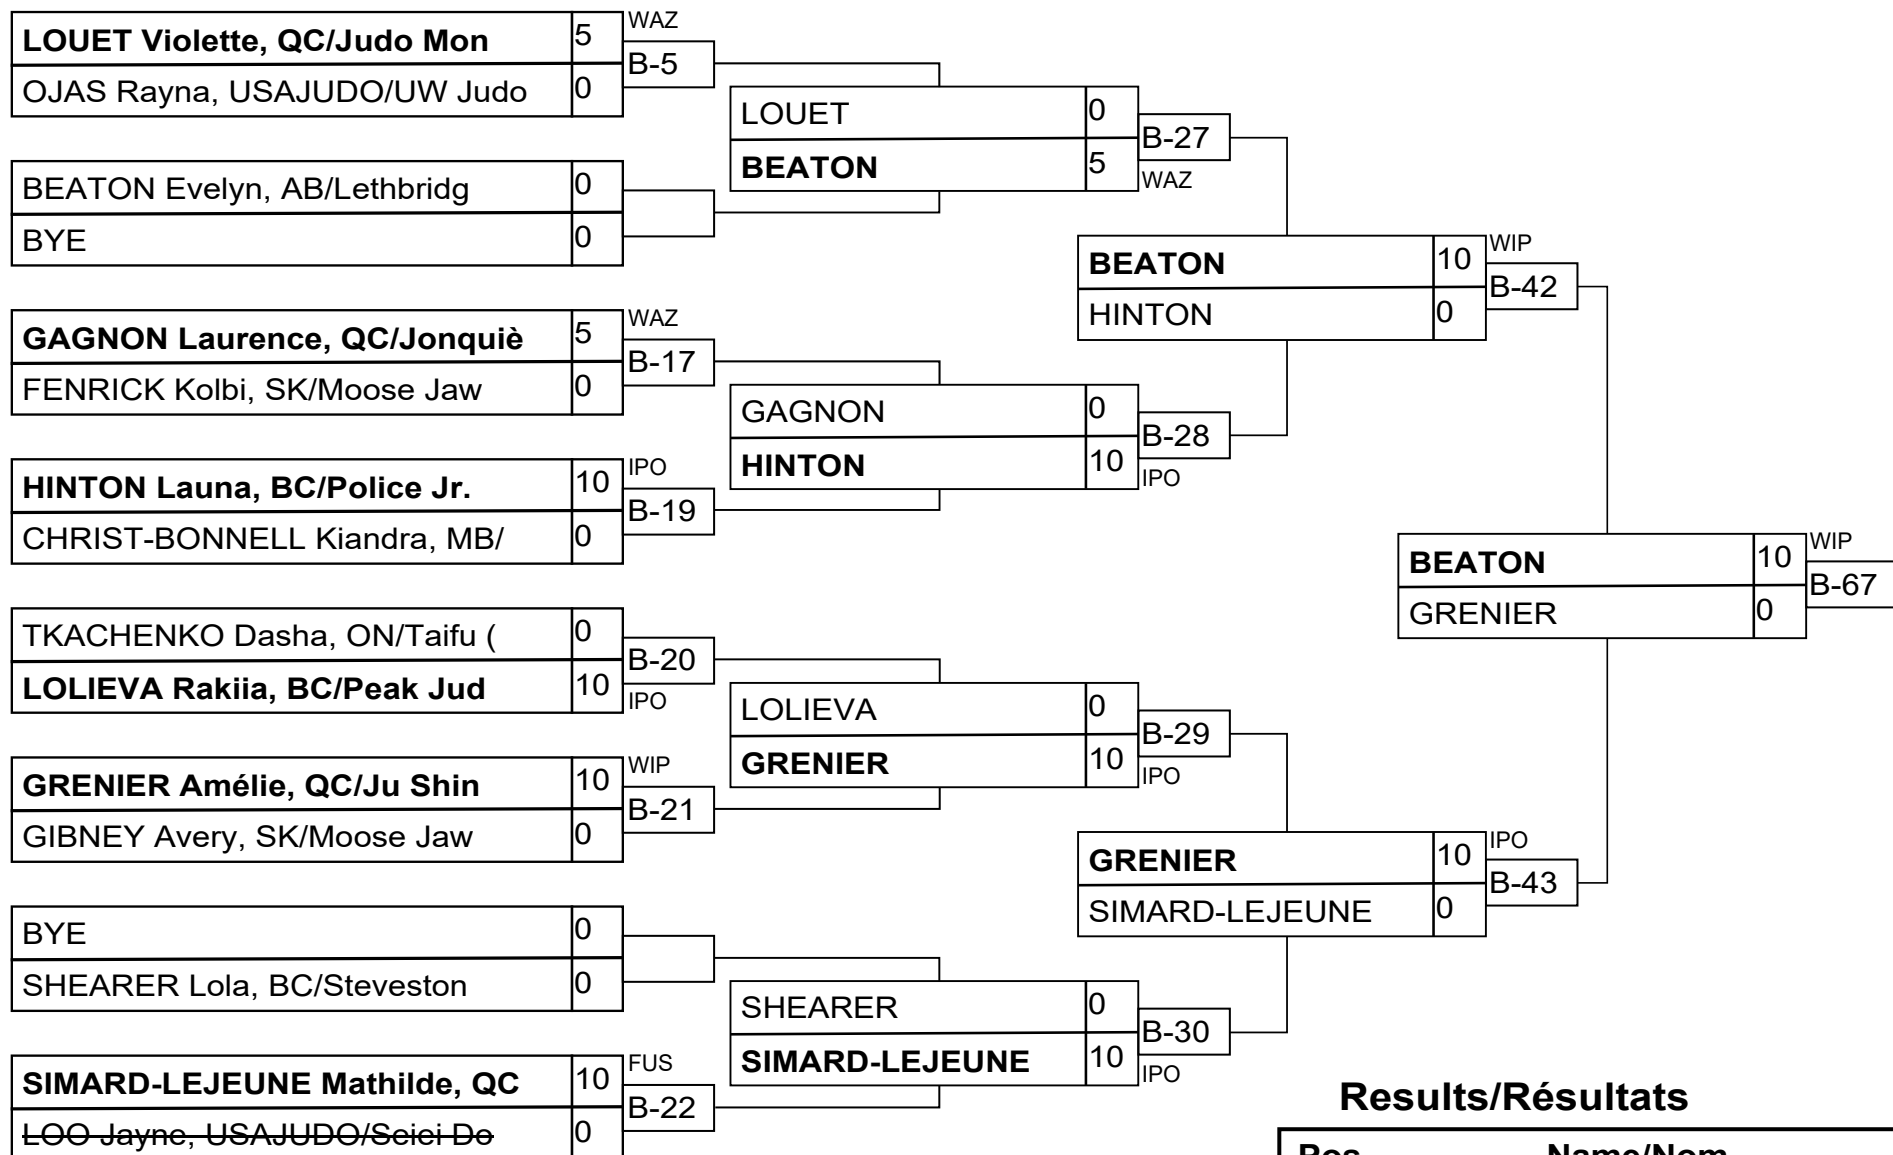 LOUET Violette, QC/Judo Mon 5 WAZ
B-5
OJAS Rayna, USAJUDO/UW Judo 0
BEATON Evelyn, AB/Lethbridg 0
BYE 0
GAGNON Laurence, QC/Jonquiè 5 WAZ
B-17
FENRICK Kolbi, SK/Moose Jaw 0
HINTON Launa, BC/Police Jr. 10 IPO
B-19
CHRIST-BONNELL Kiandra, MB/ 0
TKACHENKO Dasha, ON/Taifu ( 0
B-20
LOLIEVA Rakiia, BC/Peak Jud 10 IPO
GRENIER Amélie, QC/Ju Shin 10 WIP
B-21
GIBNEY Avery, SK/Moose Jaw 0
BYE 0
SHEARER Lola, BC/Steveston 0
SIMARD-LEJEUNE Mathilde, QC 10 FUS
B-22
LOO Jayne, USAJUDO/Seiei Do 0
LOUET 0
B-27
BEATON 5 WAZ
GAGNON 0
B-28
HINTON 10 IPO
LOLIEVA 0
B-29
GRENIER 10 IPO
SHEARER 0
B-30
SIMARD-LEJEUNE 10 IPO
BEATON 10 WIP
B-42
HINTON 0
GRENIER 10 IPO
B-43
SIMARD-LEJEUNE 0
BEATON 10 WIP
B-67
GRENIER 0
Results/Résultats
Pos. Name/Nom